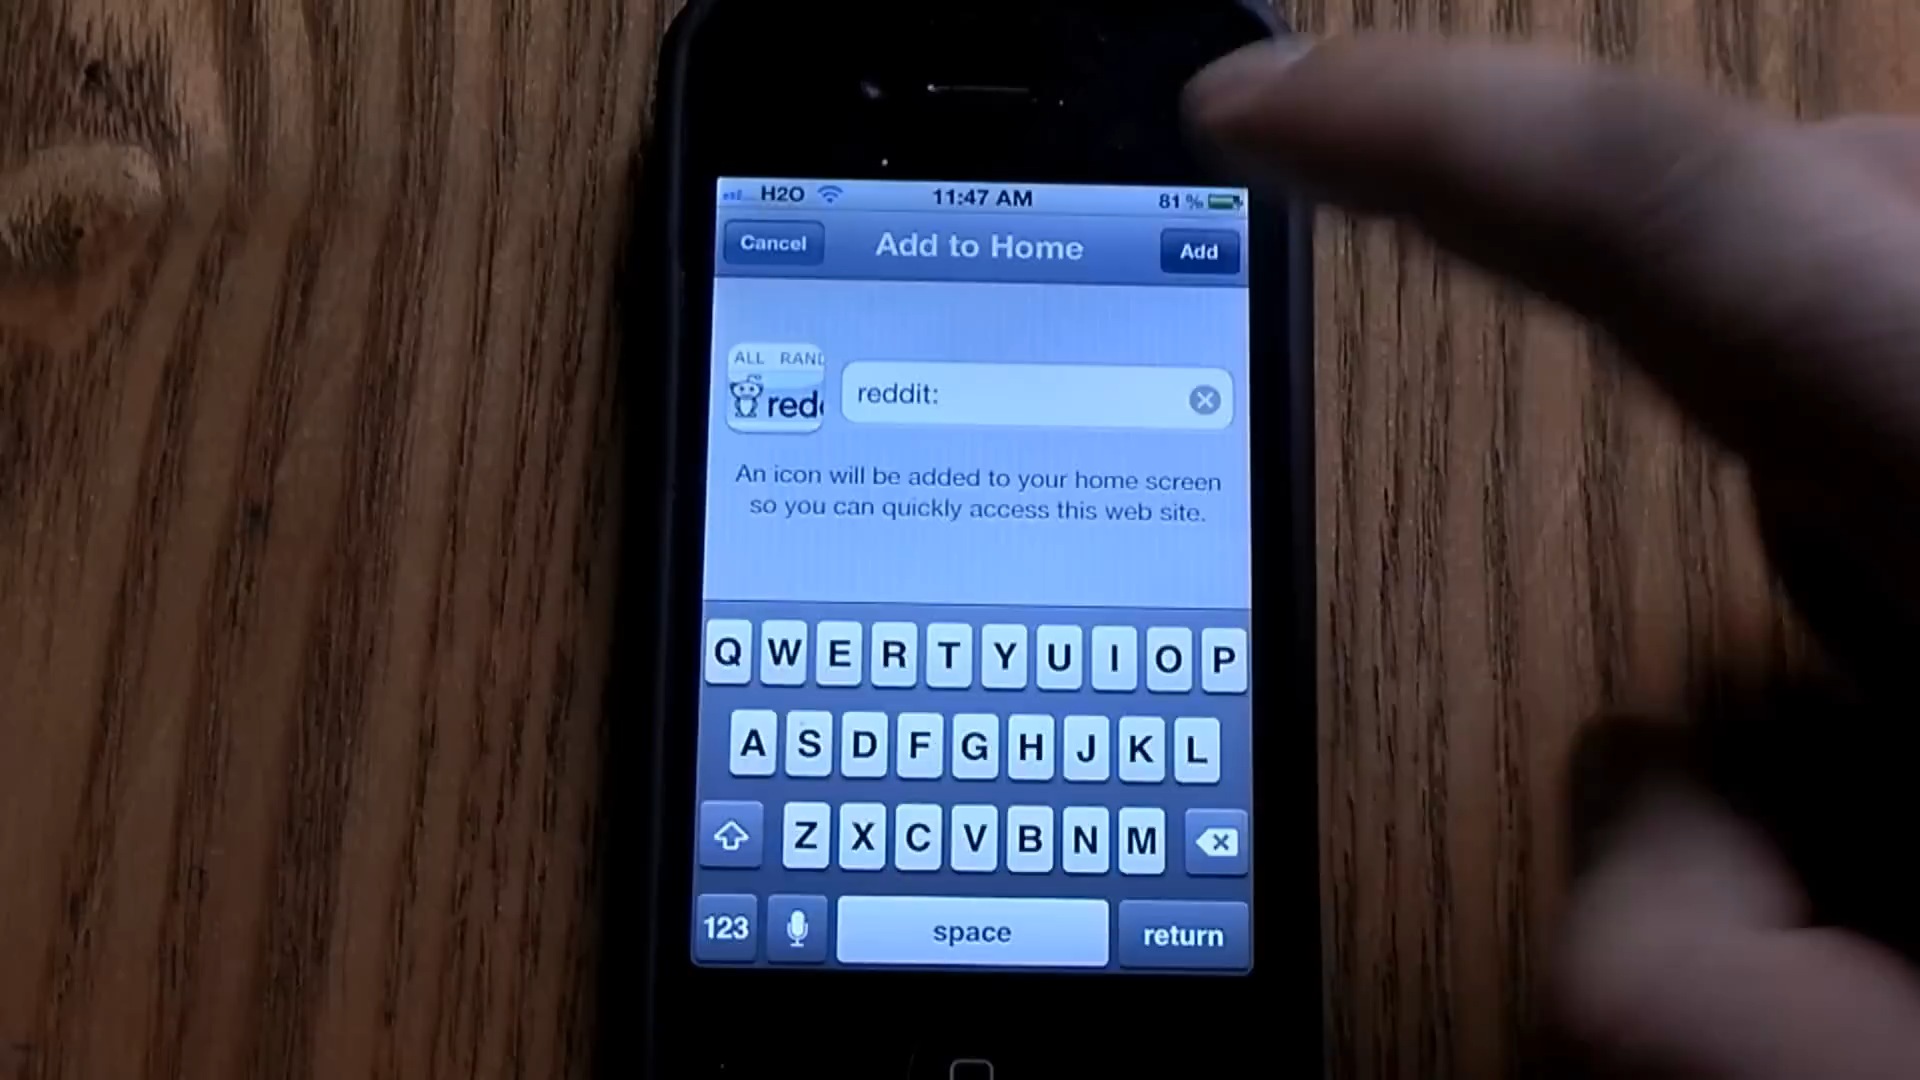 H2O 11:47 AM 81 %
Cancel Add to Home Add
ALL RAND
red
reddit:
An icon will be added to your home screen
so you can quickly access this web site.
Q W E R T Y U I O P
A S D F G H J K L
Z X C V B N M
123 space return